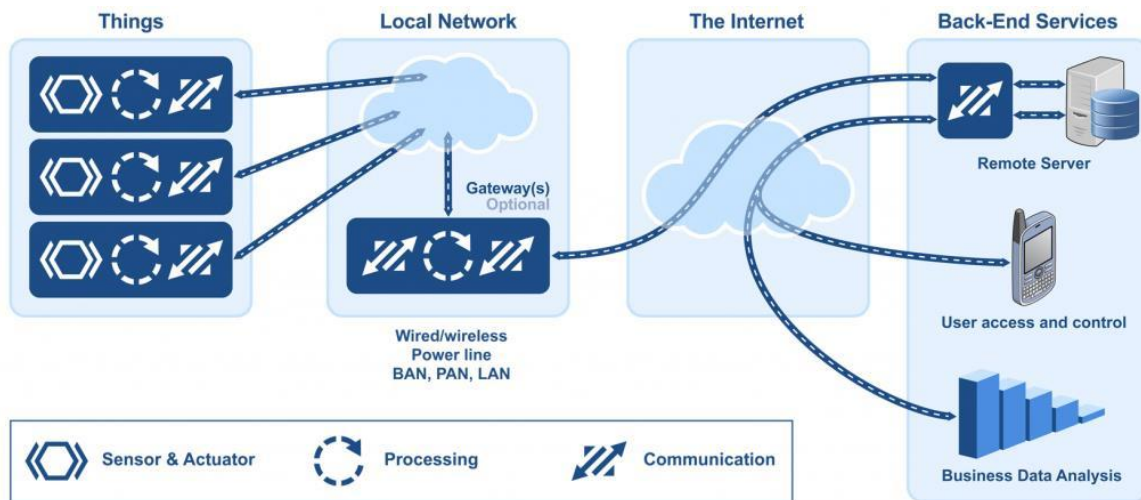 Things
Local Network
The Internet
Back-End Services
Gateway(s)
Optional
Remote Server
Wired/wireless
Power line
BAN, PAN, LAN
User access and control
Business Data Analysis
Sensor & Actuator
Processing
Communication